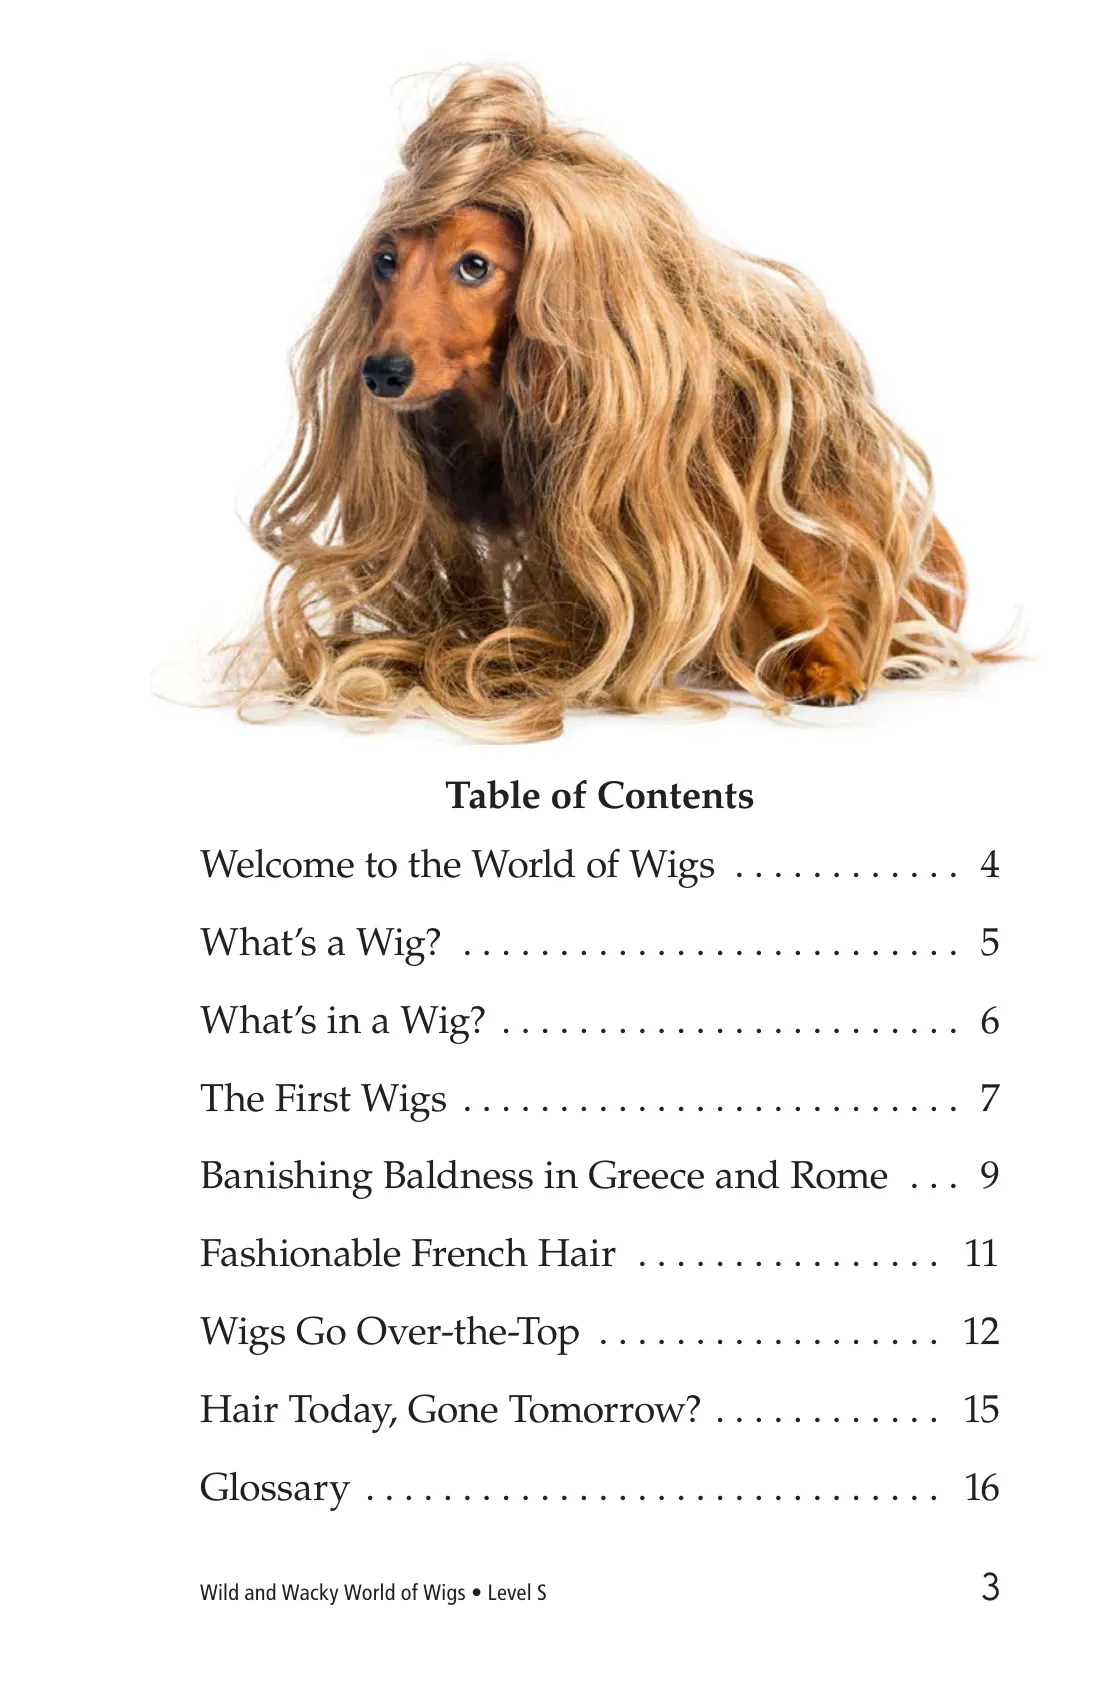 Table of Contents
Welcome to the World of Wigs . . . . . . . . . . . . 4
What’s a Wig? . . . . . . . . . . . . . . . . . . . . . . . . . . 5
What’s in a Wig? . . . . . . . . . . . . . . . . . . . . . . . . 6
The First Wigs . . . . . . . . . . . . . . . . . . . . . . . . . . 7
Banishing Baldness in Greece and Rome . . . 9
Fashionable French Hair . . . . . . . . . . . . . . . . 11
Wigs Go Over-the-Top . . . . . . . . . . . . . . . . . . 12
Hair Today, Gone Tomorrow? . . . . . . . . . . . . 15
Glossary . . . . . . . . . . . . . . . . . . . . . . . . . . . . . . 16
Wild and Wacky World of Wigs • Level S 3